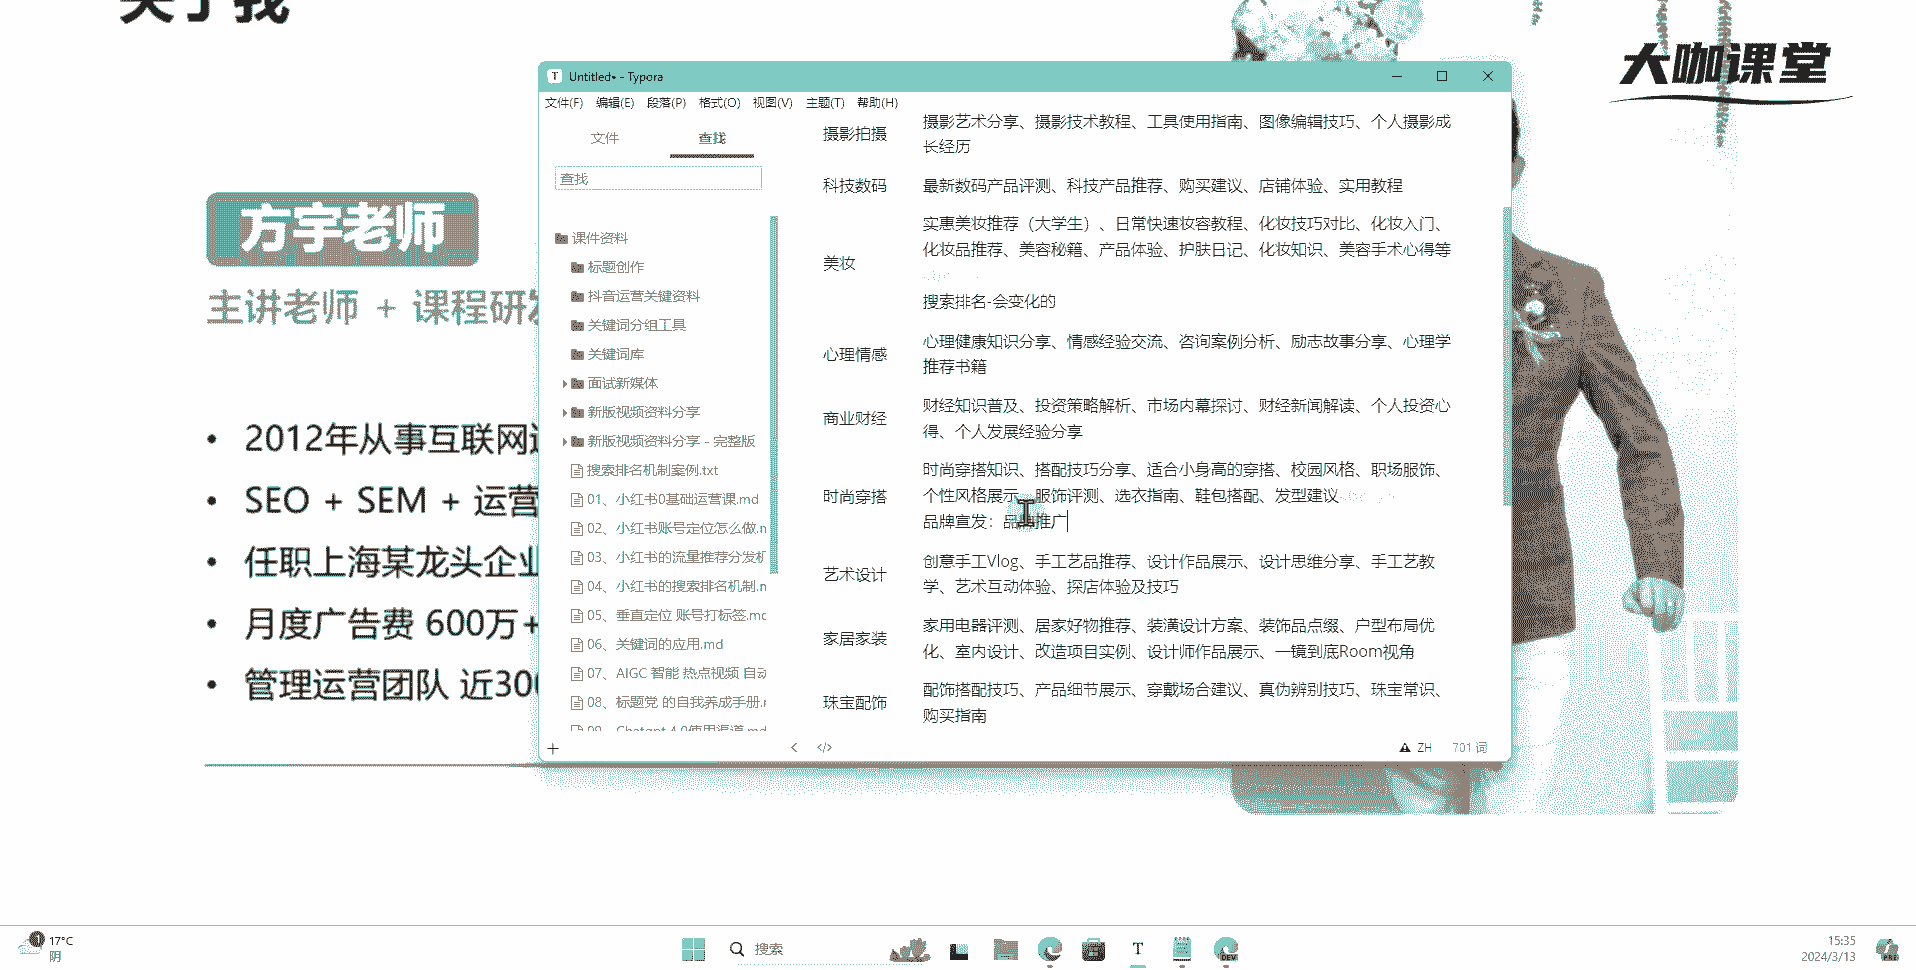 关于我
大咖课堂
方宇老师
主讲老师 + 课程研发
2012年从事互联网运
SEO + SEM + 运营
任职上海某龙头企业
月度广告费 600万+
管理运营团队 近300
Untitled• - Typora
文件(F) 编辑(E) 段落(P) 格式(O) 视图(V) 主题(T) 帮助(H)
文件 查找
查找
课件资料
标题创作
抖音运营关键资料
关键词分组工具
关键词库
面试新媒体
新版视频资料分享
新版视频资料分享 - 完整版
搜索排名机制案例.txt
01、小红书0基础运营课.md
02、小红书账号定位怎么做.m
03、小红书的流量推荐分发机
04、小红书的搜索排名机制.m
05、垂直定位 账号打标签.md
06、关键词的应用.md
07、AIGC 智能 热点视频 自动
08、标题党 的自我养成手册.m
09、Chatgpt 4.0使用渠道.md
摄影拍摄
摄影艺术分享、摄影技术教程、工具使用指南、图像编辑技巧、个人摄影成
长经历
科技数码
最新数码产品评测、科技产品推荐、购买建议、店铺体验、实用教程
美妆
实惠美妆推荐（大学生）、日常快速妆容教程、化妆技巧对比、化妆入门、
化妆品推荐、美容秘籍、产品体验、护肤日记、化妆知识、美容手术心得等
搜索排名-会变化的
心理情感
心理健康知识分享、情感经验交流、咨询案例分析、励志故事分享、心理学
推荐书籍
商业财经
财经知识普及、投资策略解析、市场内幕探讨、财经新闻解读、个人投资心
得、个人发展经验分享
时尚穿搭
时尚穿搭知识、搭配技巧分享、适合小身高的穿搭、校园风格、职场服饰、
个性风格展示、服饰评测、选衣指南、鞋包搭配、发型建议
品牌宣发：品牌推广
艺术设计
创意手工Vlog、手工艺品推荐、设计作品展示、设计思维分享、手工艺教
学、艺术互动体验、探店体验及技巧
家居家装
家用电器评测、居家好物推荐、装潢设计方案、装饰品点缀、户型布局优
化、室内设计、改造项目实例、设计师作品展示、一镜到底Room视角
珠宝配饰
配饰搭配技巧、产品细节展示、穿戴场合建议、真伪辨别技巧、珠宝常识、
购买指南
ZH 701 词
1 17°C
阴
搜索
DEV
15:35
2024/3/13
PRE